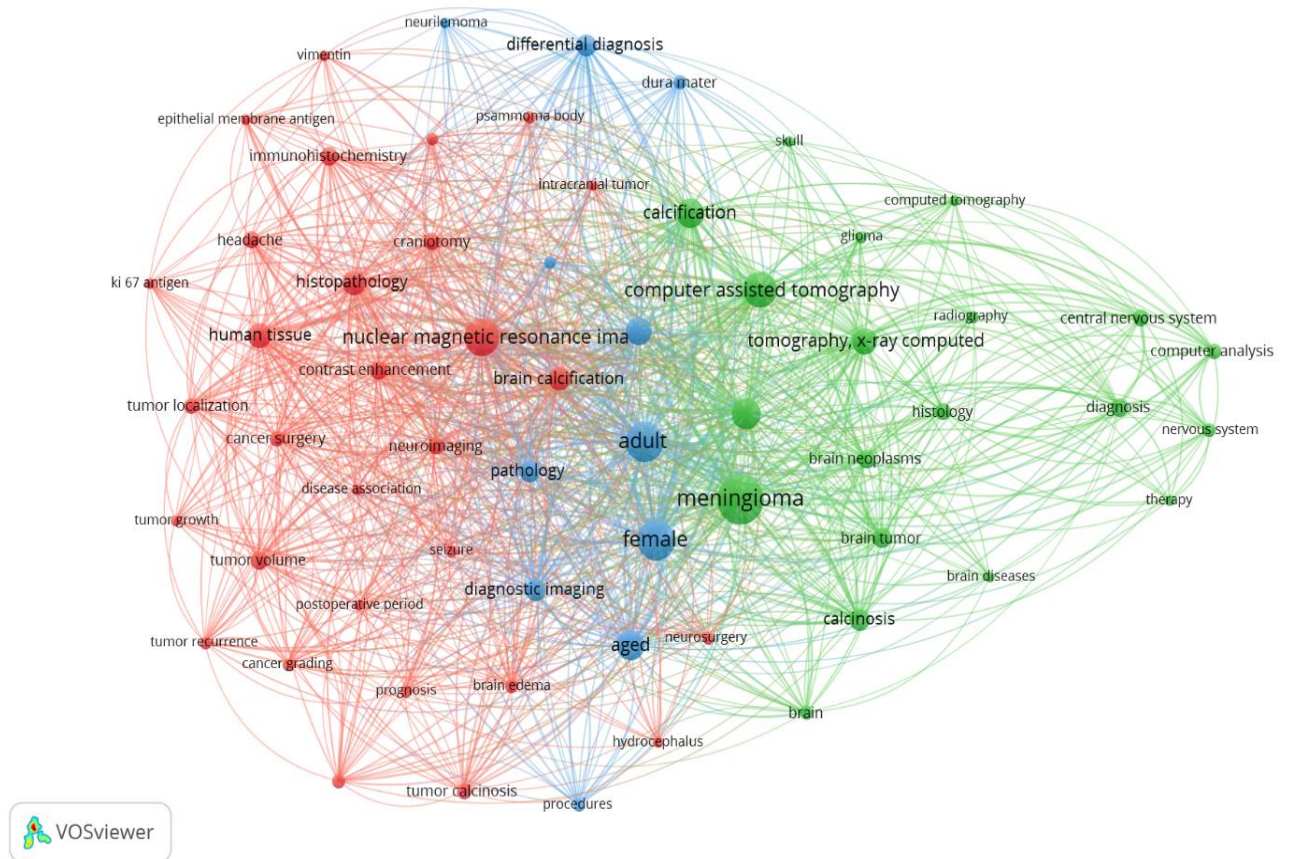 neurilemoma
differential diagnosis
vimentin
dura mater
epithelial membrane antigen
psammoma body
immunohistochemistry
skull
intracranial tumor
computed tomography
calcification
headache
craniotomy
glioma
ki 67 antigen
histopathology
computer assisted tomography
radiography
central nervous system
human tissue
nuclear magnetic resonance ima
tomography, x-ray computed
computer analysis
contrast enhancement
brain calcification
tumor localization
diagnosis
histology
cancer surgery
neuroimaging
adult
nervous system
pathology
brain neoplasms
disease association
meningioma
therapy
tumor growth
female
brain tumor
seizure
tumor volume
diagnostic imaging
brain diseases
postoperative period
calcinosis
tumor recurrence
aged
neurosurgery
cancer grading
prognosis
brain edema
brain
hydrocephalus
tumor calcinosis
procedures
VOSviewer